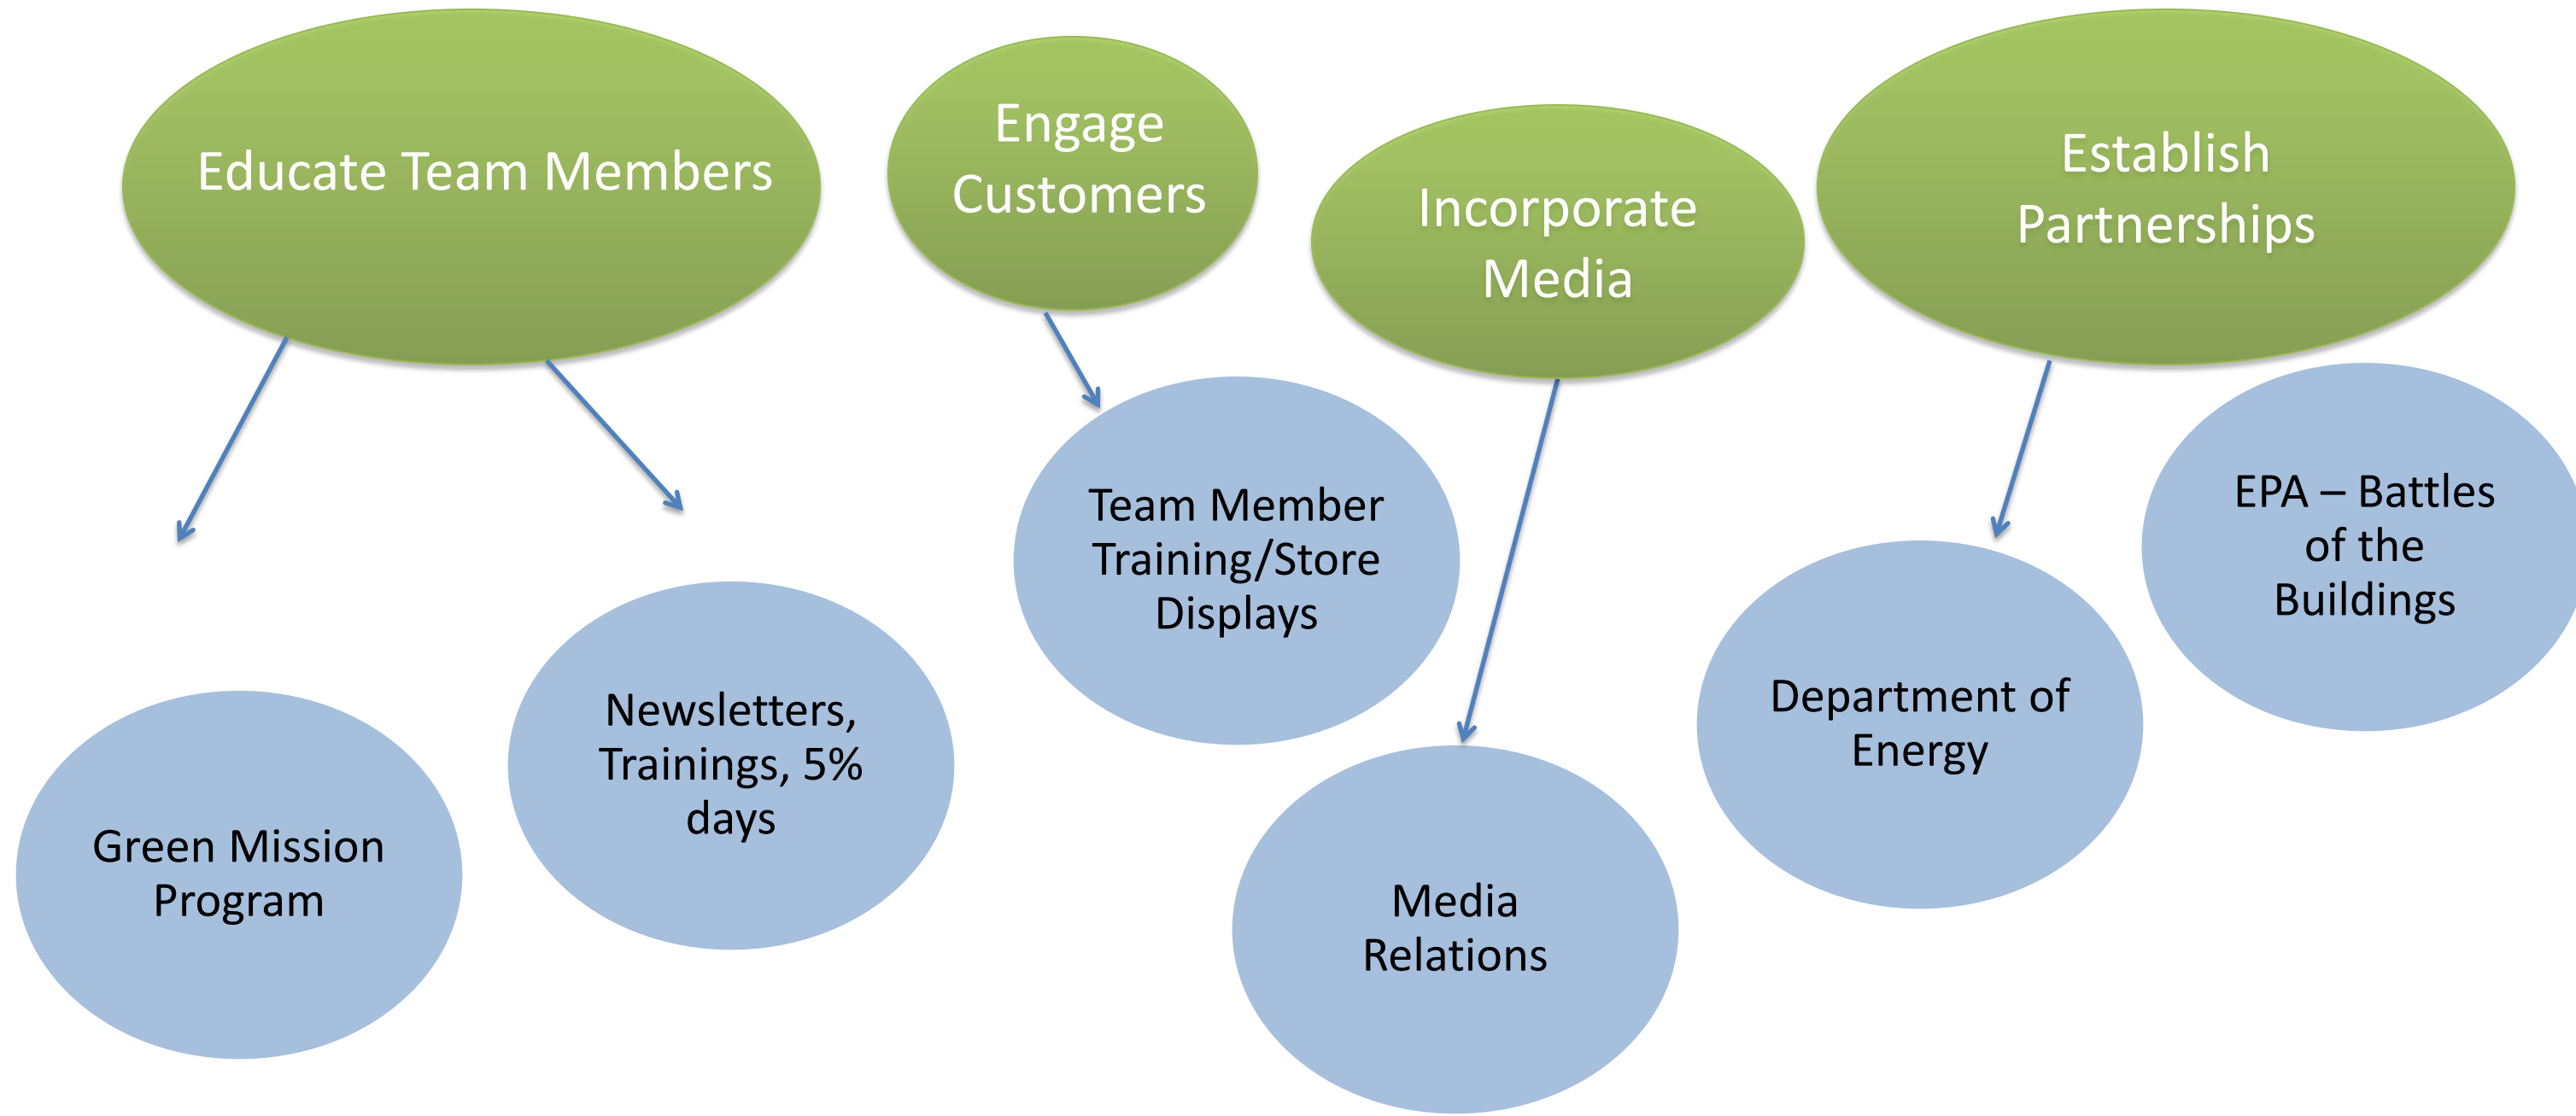 Educate Team Members
Engage
Customers
Incorporate
Media
Establish
Partnerships
Green Mission
Program
Newsletters,
Trainings, 5%
days
Team Member
Training/Store
Displays
Media
Relations
Department of
Energy
EPA – Battles
of the
Buildings